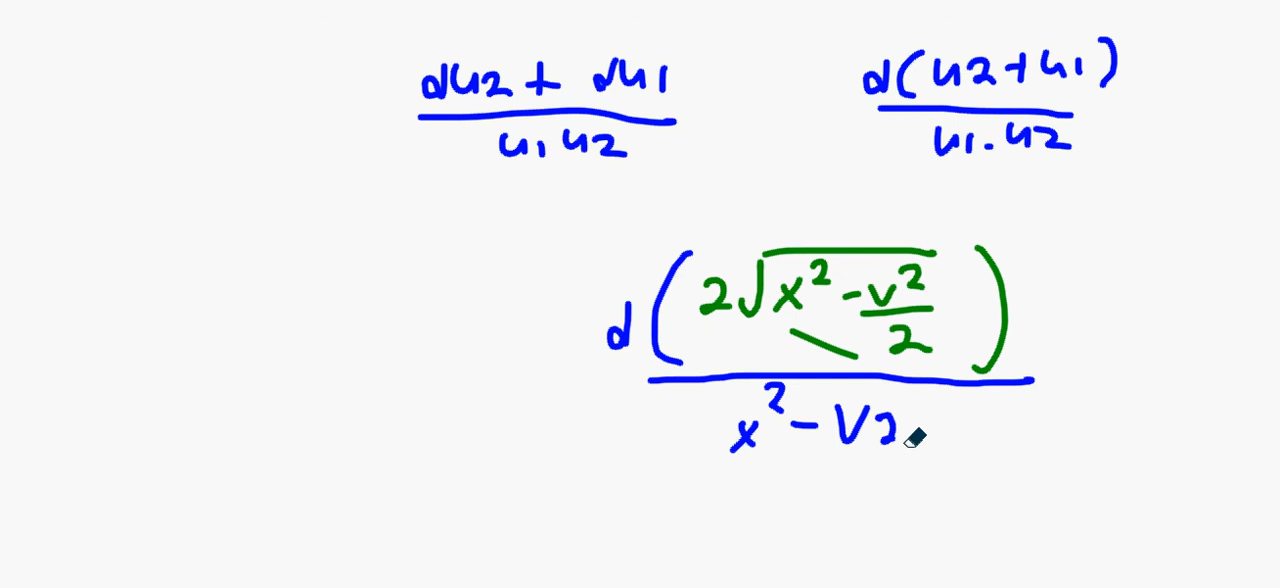 du2 + du1 / u1 u2    d(u2+u1) / u1.u2
d(2√(x² - v²/2)) / x² - V2